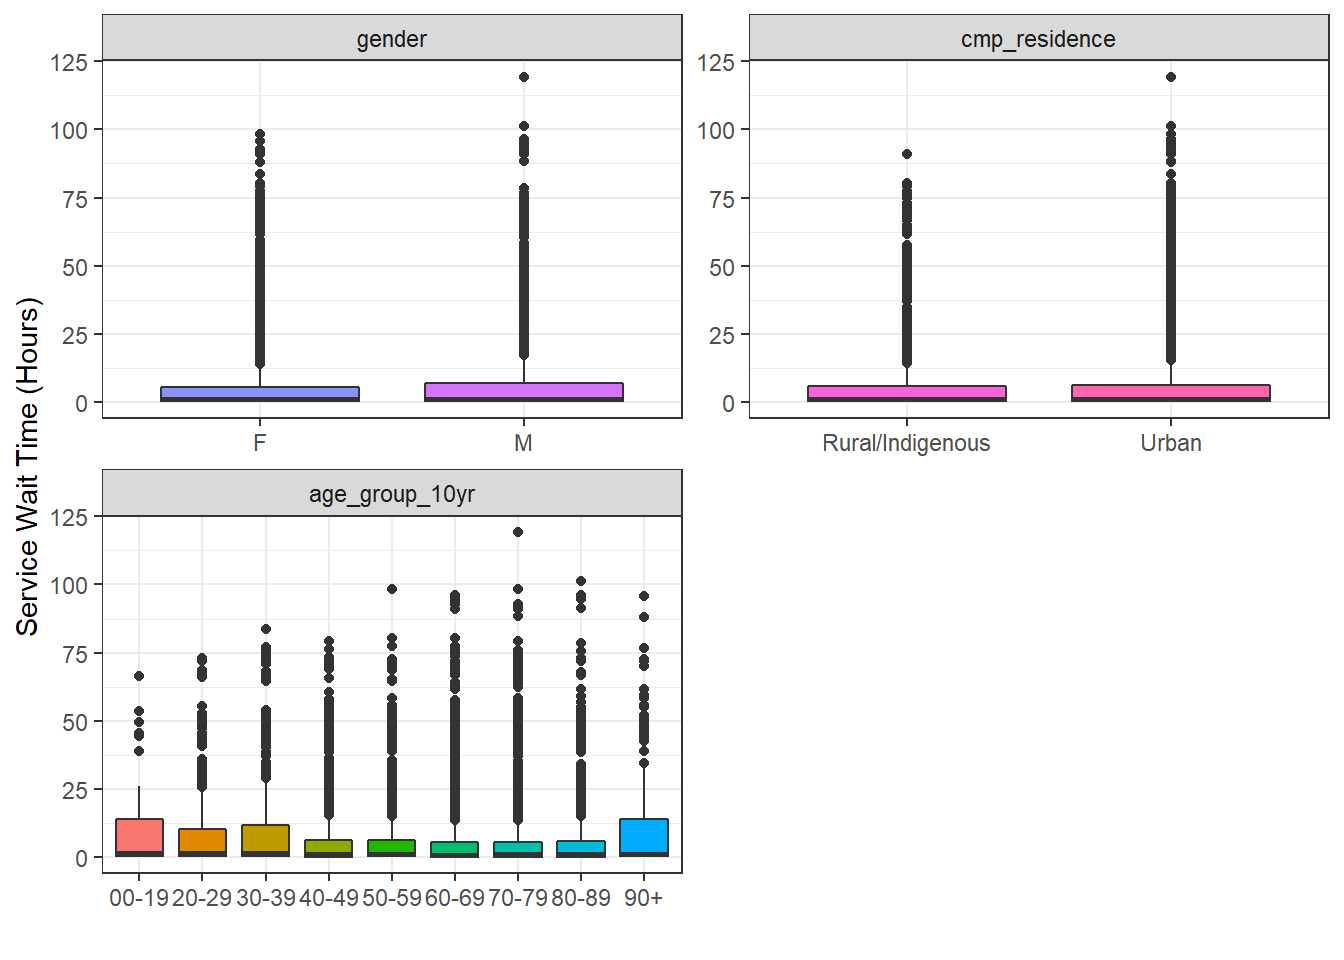 gender
cmp_residence
125
100
75
50
25
0
125
100
75
50
25
0
F M
Rural/Indigenous Urban
Service Wait Time (Hours)
age_group_10yr
125
100
75
50
25
0
00-19 20-29 30-39 40-49 50-59 60-69 70-79 80-89 90+